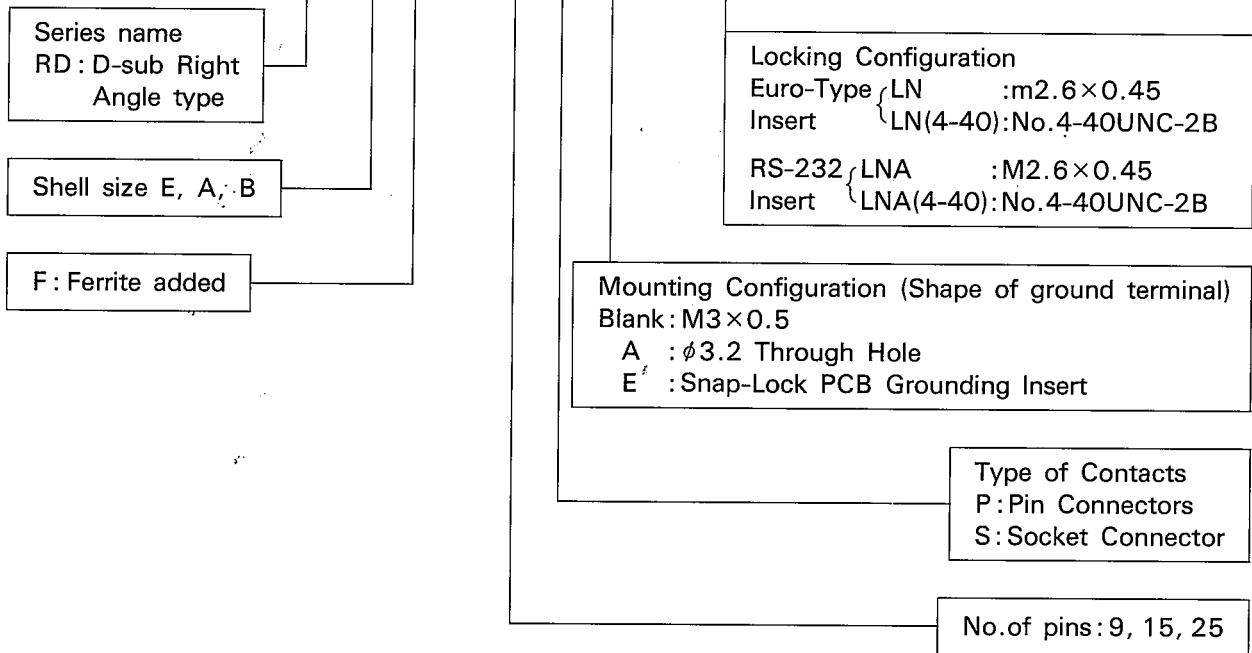 Series name
RD : D-sub Right
Angle type
Shell size E, A, B
F : Ferrite added
Locking Configuration
Euro-Type { LN :m2.6×0.45
Insert LN(4-40):No.4-40UNC-2B
RS-232 { LNA :M2.6×0.45
Insert LNA(4-40):No.4-40UNC-2B
Mounting Configuration (Shape of ground terminal)
Blank : M3×0.5
A : φ3.2 Through Hole
E : Snap-Lock PCB Grounding Insert
Type of Contacts
P : Pin Connectors
S : Socket Connector
No.of pins : 9, 15, 25